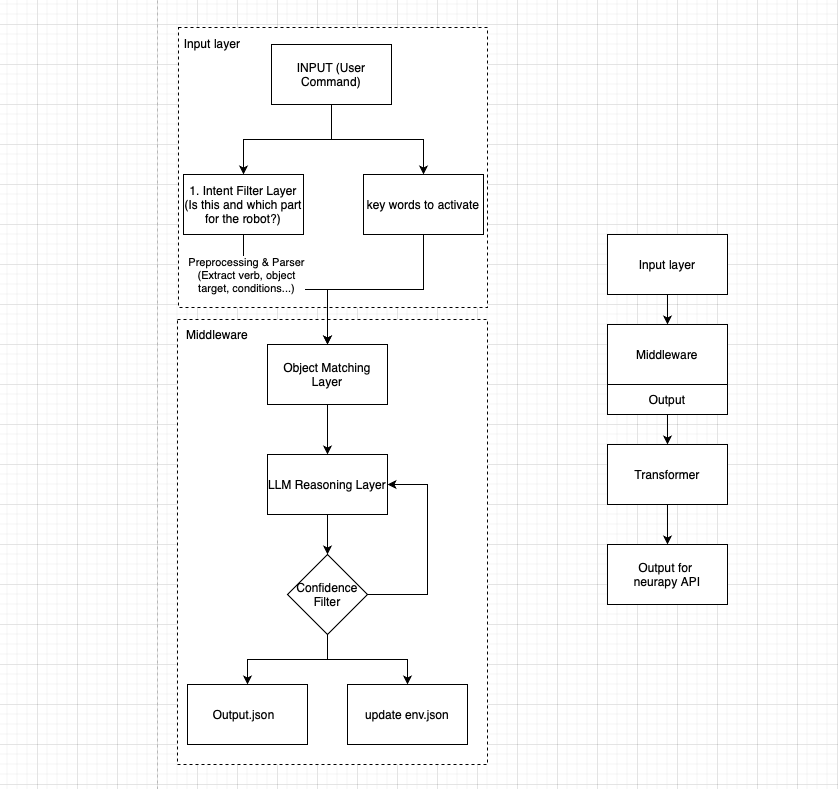 Input layer
INPUT (User
Command)
1. Intent Filter Layer
(Is this and which part
for the robot?)
key words to activate
Preprocessing & Parser
(Extract verb, object
target, conditions...)
Middleware
Object Matching
Layer
LLM Reasoning Layer
Confidence
Filter
Output.json
update env.json
Input layer
Middleware
Output
Transformer
Output for
neurapy API